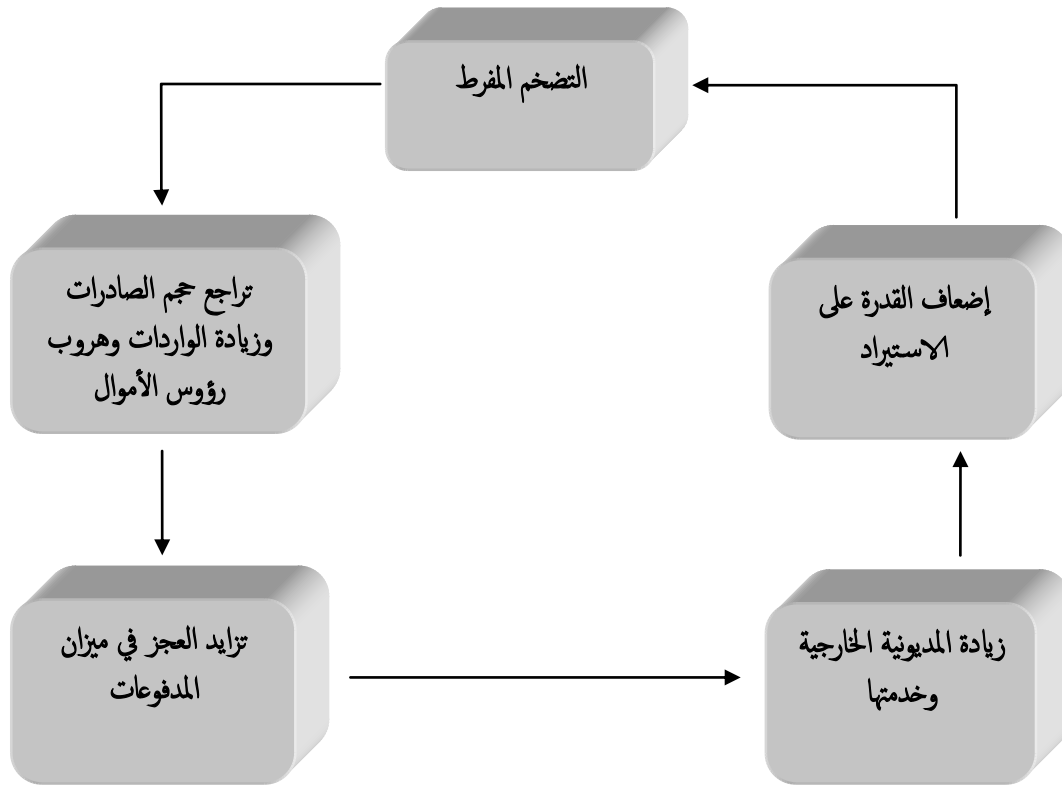 التضخم المفرط
تراجع حجم الصادرات
وزيادة الواردات وهروب
رؤوس الأموال
تزايد العجز في ميزان
المدفوعات
زيادة المديونية الخارجية
وخدمتها
إضعاف القدرة على
الاستيراد